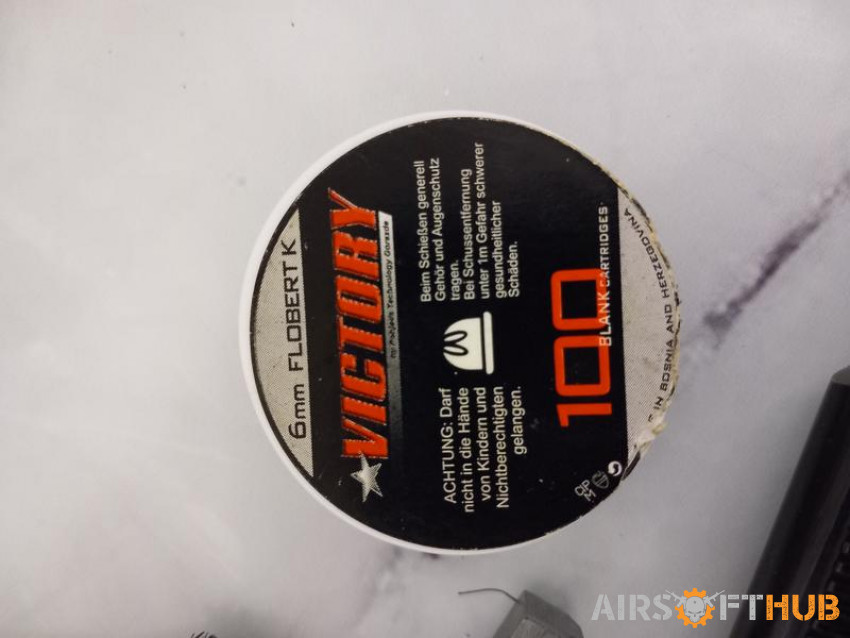 6mm FLOBERT K
VICTORY
by Pobjeda Technology Gorazde
ACHTUNG: Darf
nicht in die Hände
von Kindern und
Nichtberechtigten
gelangen.
Beim Schießen generell
Gehör und Augenschutz
tragen.
Bei Schussentfernung
unter 1m Gefahr schwerer
gesundheitlicher
Schäden.
100
BLANK CARTRIDGES
IN BOSNIA AND HERZEGOVINA
OP
M
AIRSOFTHUB